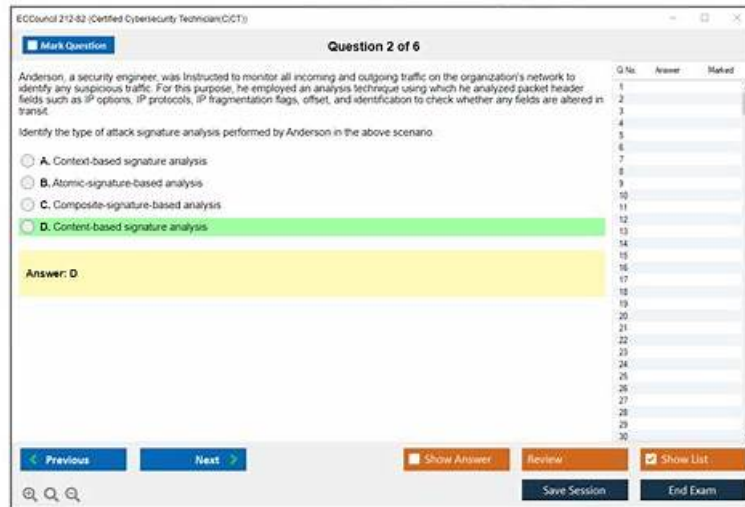 ECCouncil 212-82 (Certified Cybersecurity Technician(C|CT))
Mark Question
Question 2 of 6
Anderson, a security engineer, was Instructed to monitor all incoming and outgoing traffic on the organization's network to
identify any suspicious traffic. For this purpose, he employed an analysis technique using which he analyzed packet header
fields such as IP options, IP protocols, IP fragmentation flags, offset, and identification to check whether any fields are altered in
transit.
Identify the type of attack signature analysis performed by Anderson in the above scenario.
A. Context-based signature analysis
B. Atomic-signature-based analysis
C. Composite-signature-based analysis
D. Content-based signature analysis
Answer: D
Q No. Answer Marked
1
2
3
4
5
6
7
8
9
10
11
12
13
14
15
16
17
18
19
20
21
22
23
24
25
26
27
28
29
30
Previous
Next
Show Answer
Review
Show List
Save Session
End Exam